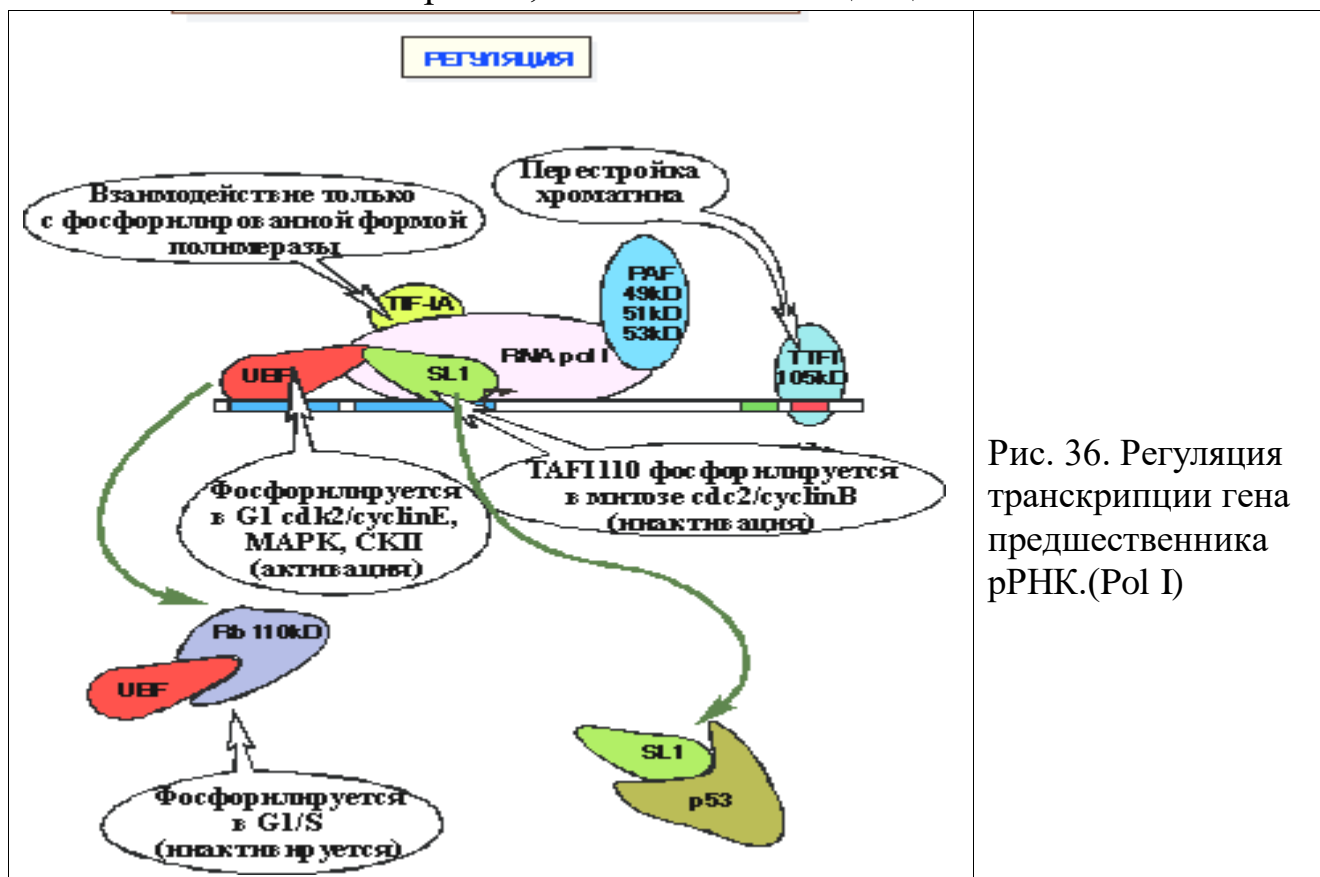 РЕГУЛЯЦИЯ
Взаимодействие только
с фосфорилированной формой
полимеразы
Перестройка
хроматина
TIF-IA
PAF
49kD
51kD
53kD
RNA pol I
UBF
SL1
TTFI
105kD
Фосфорилируется
в G1 cdk2/cyclinE,
МАРК, СКП
(активация)
TAFI110 фосфорилируется
в митозе cdc2/cyclinB
(инактивация)
Rb 110kD
UBF
Фосфорилируется
в G1/S
(инактивируется)
SL1
p53
Рис. 36. Регуляция
транскрипции гена
предшественника
рРНК.(Pol I)